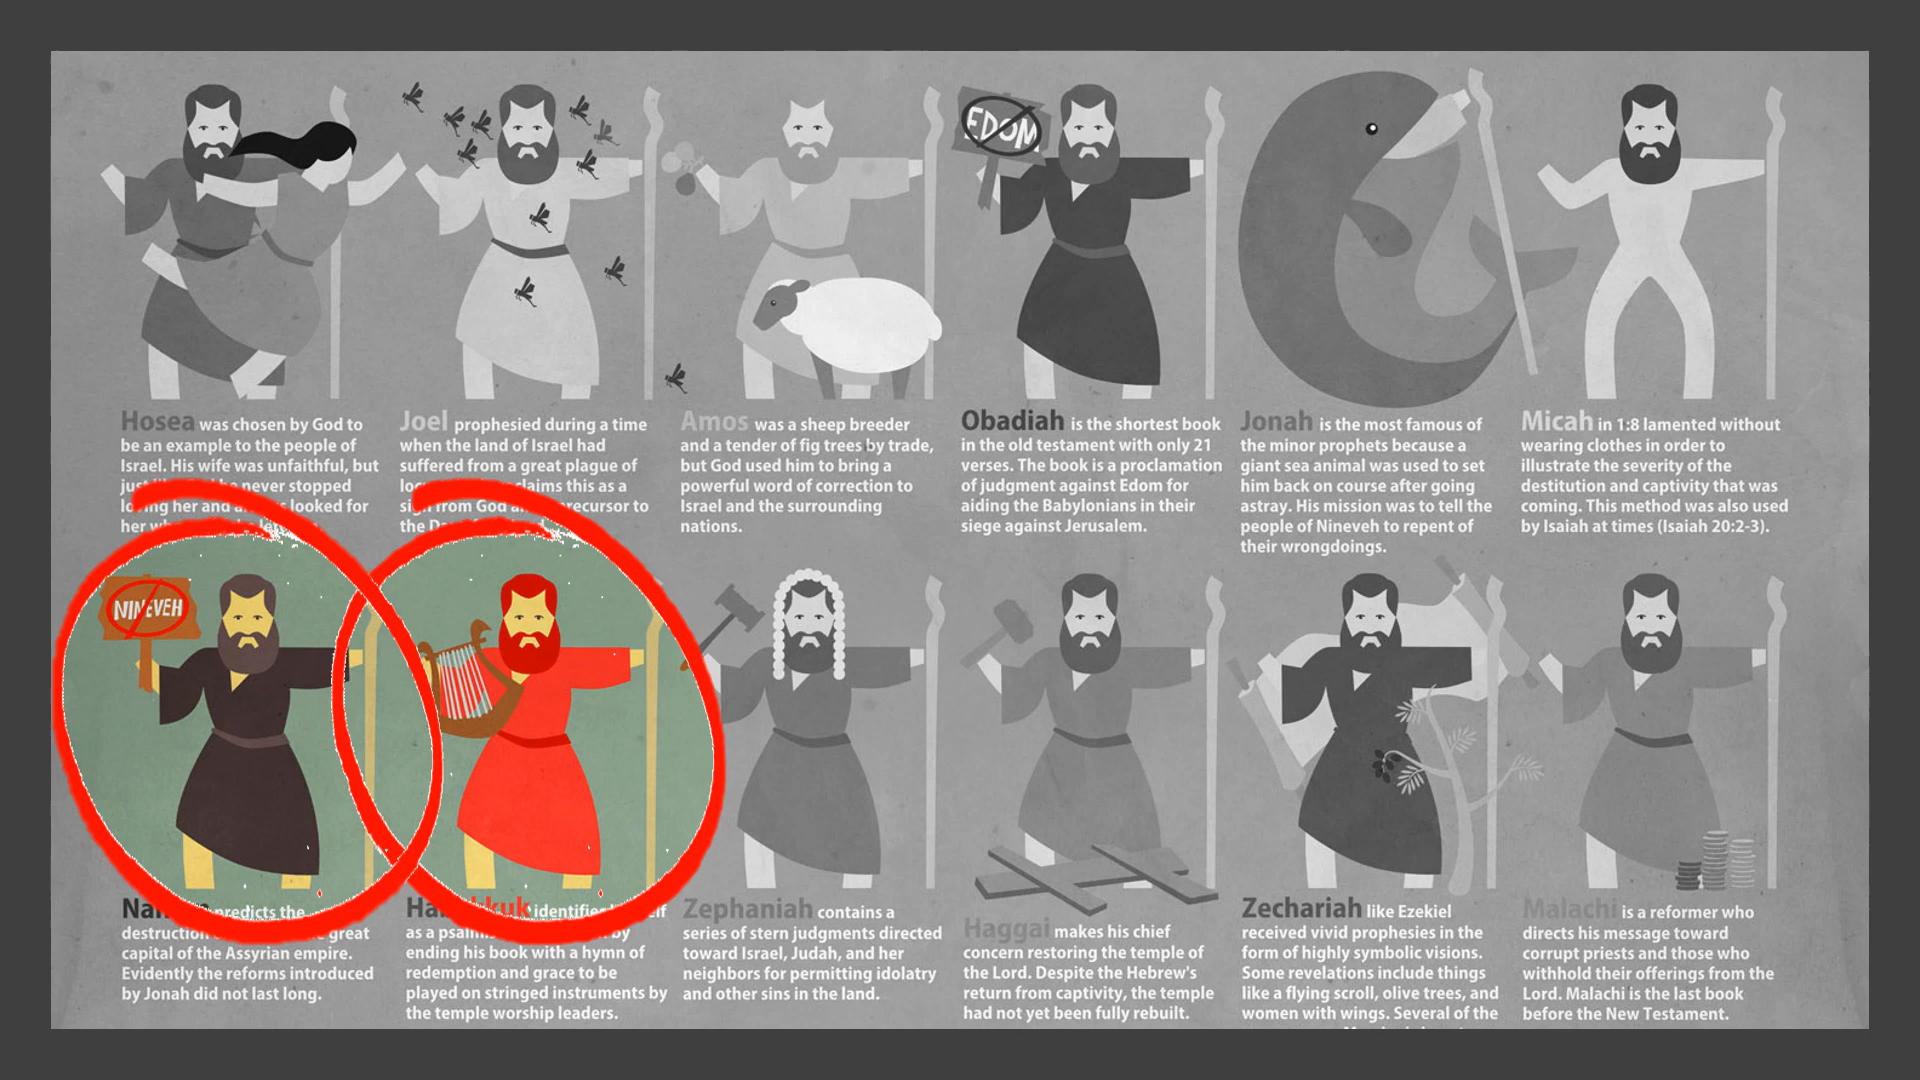 EDOM
Hosea was chosen by God to
be an example to the people of
Israel. His wife was unfaithful, but
never stopped
her and looked for
her
Joel prophesied during a time
when the land of Israel had
suffered from a great plague of
claims this as a
from God precursor to
the
Amos was a sheep breeder
and a tender of fig trees by trade,
but God used him to bring a
powerful word of correction to
Israel and the surrounding
nations.
Obadiah is the shortest book
in the old testament with only 21
verses. The book is a proclamation
of judgment against Edom for
aiding the Babylonians in their
siege against Jerusalem.
Jonah is the most famous of
the minor prophets because a
giant sea animal was used to set
him back on course after going
astray. His mission was to tell the
people of Nineveh to repent of
their wrongdoings.
Micah in 1:8 lamented without
wearing clothes in order to
illustrate the severity of the
destitution and captivity that was
coming. This method was also used
by Isaiah at times (Isaiah 20:2-3).
NINEVEH
predicts the
destruction great
capital of the Assyrian empire.
Evidently the reforms introduced
by Jonah did not last long.
identifies
as a by
ending his book with a hymn of
redemption and grace to be
played on stringed instruments by
the temple worship leaders.
Zephaniah contains a
series of stern judgments directed
toward Israel, Judah, and her
neighbors for permitting idolatry
and other sins in the land.
Haggai makes his chief
concern restoring the temple of
the Lord. Despite the Hebrew's
return from captivity, the temple
had not yet been fully rebuilt.
Zechariah like Ezekiel
received vivid prophesies in the
form of highly symbolic visions.
Some revelations include things
like a flying scroll, olive trees, and
women with wings. Several of the
Malachi is a reformer who
directs his message toward
corrupt priests and those who
withhold their offerings from the
Lord. Malachi is the last book
before the New Testament.